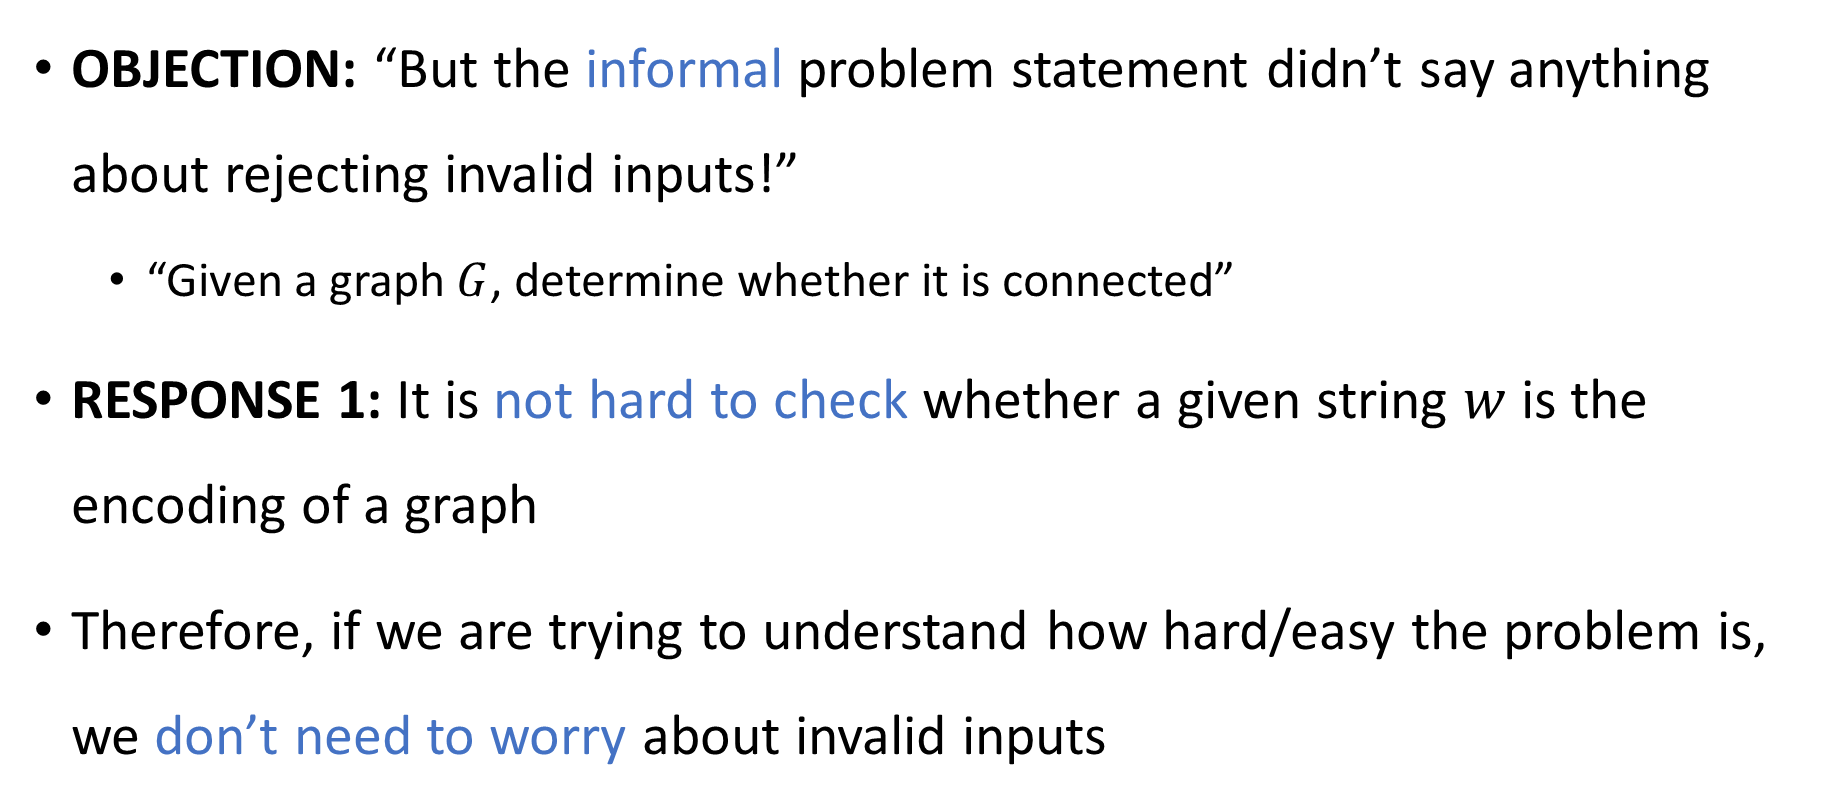 • OBJECTION: “But the informal problem statement didn’t say anything
about rejecting invalid inputs!”
• “Given a graph G, determine whether it is connected”
• RESPONSE 1: It is not hard to check whether a given string w is the
encoding of a graph
• Therefore, if we are trying to understand how hard/easy the problem is,
we don’t need to worry about invalid inputs